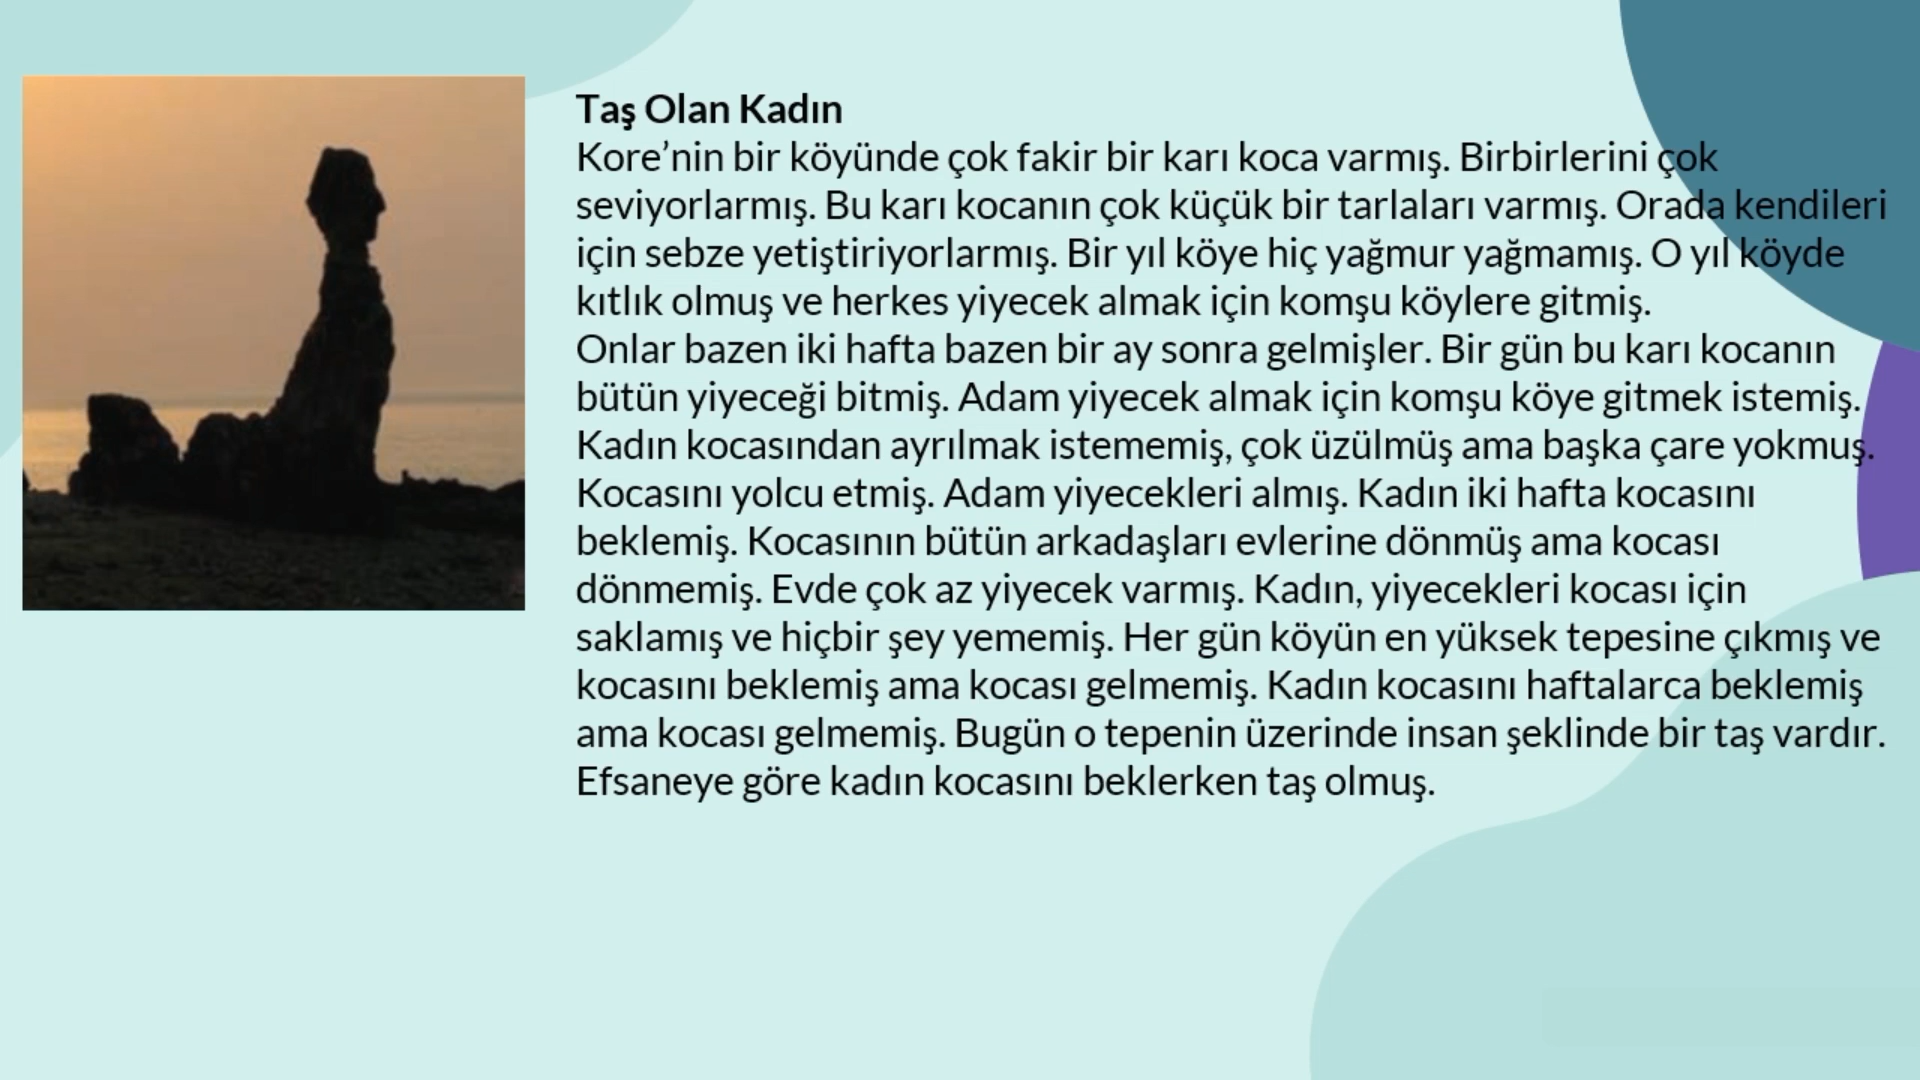 Taş Olan Kadın
Kore’nin bir köyünde çok fakir bir karı koca varmış. Birbirlerini çok
seviyorlarmış. Bu karı kocanın çok küçük bir tarlaları varmış. Orada kendileri
için sebze yetiştiriyorlarmış. Bir yıl köye hiç yağmur yağmamış. O yıl köyde
kıtlık olmuş ve herkes yiyecek almak için komşu köylere gitmiş.
Onlar bazen iki hafta bazen bir ay sonra gelmişler. Bir gün bu karı kocanın
bütün yiyeceği bitmiş. Adam yiyecek almak için komşu köye gitmek istemiş.
Kadın kocasından ayrılmak istememiş, çok üzülmüş ama başka çare yokmuş.
Kocasını yolcu etmiş. Adam yiyecekleri almış. Kadın iki hafta kocasını
beklemiş. Kocasının bütün arkadaşları evlerine dönmüş ama kocası
dönmemiş. Evde çok az yiyecek varmış. Kadın, yiyecekleri kocası için
saklamış ve hiçbir şey yememiş. Her gün köyün en yüksek tepesine çıkmış ve
kocasını beklemiş ama kocası gelmemiş. Kadın kocasını haftalarca beklemiş
ama kocası gelmemiş. Bugün o tepenin üzerinde insan şeklinde bir taş vardır.
Efsaneye göre kadın kocasını beklerken taş olmuş.